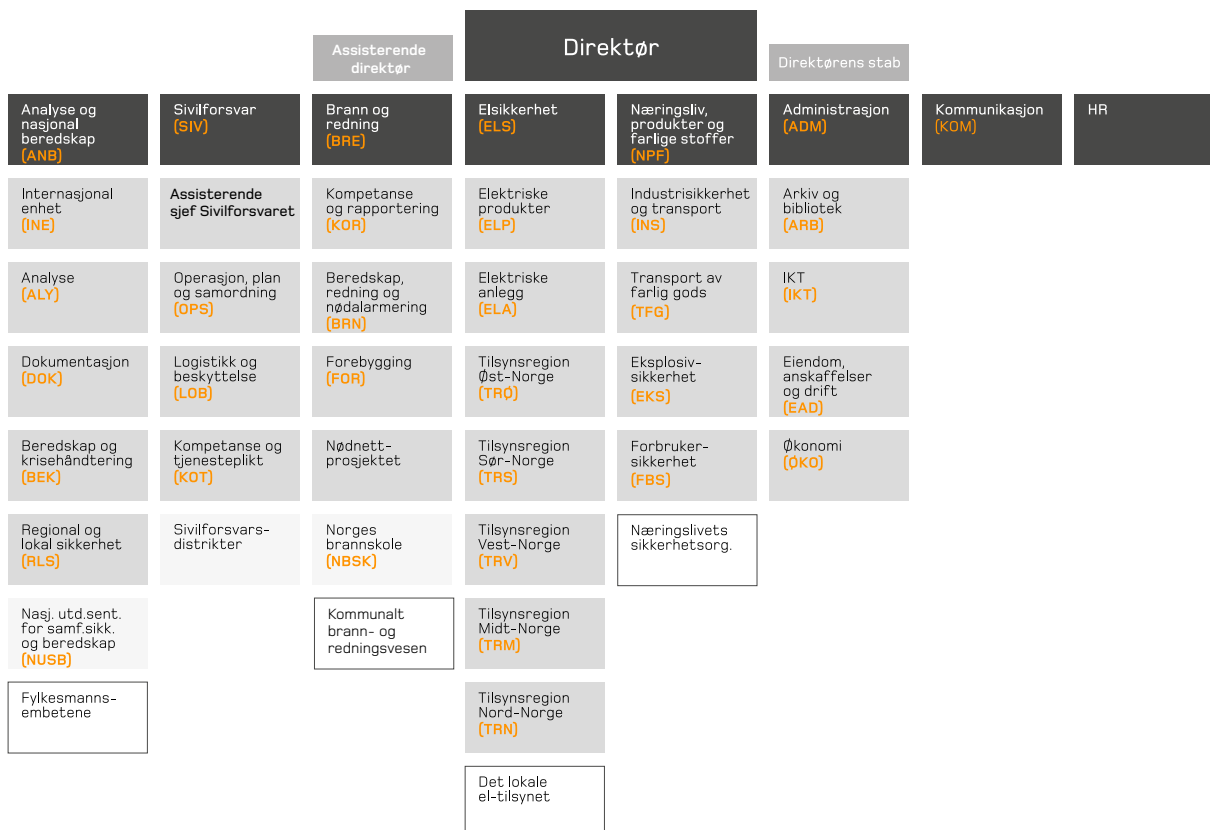 Direktør
Assisterende
direktør
Direktørens stab
Analyse og
nasjonal
beredskap
(ANB)
Sivilforsvar
(SIV)
Brann og
redning
(BRE)
Elsikkerhet
(ELS)
Næringsliv,
produkter og
farlige stoffer
(NPF)
Administrasjon
(ADM)
Kommunikasjon
(KOM)
HR
Internasjonal
enhet
(INE)
Assisterende
sjef Sivilforsvaret
Kompetanse
og rapportering
(KOR)
Elektriske
produkter
(ELP)
Industrisikkerhet
og transport
(INS)
Arkiv og
bibliotek
(ARB)
Analyse
(ALY)
Operasjon, plan
og samordning
(OPS)
Beredskap,
redning og
nødalarmering
(BRN)
Elektriske
anlegg
(ELA)
Transport av
farlig gods
(TFG)
IKT
(IKT)
Dokumentasjon
(DOK)
Logistikk og
beskyttelse
(LOB)
Forebygging
(FOR)
Tilsynsregion
Øst-Norge
(TRØ)
Eksplosiv-
sikkerhet
(EKS)
Eiendom,
anskaffelser
og drift
(EAD)
Beredskap og
krisehåndtering
(BEK)
Kompetanse og
tjenesteplikt
(KOT)
Nødnett-
prosjektet
Tilsynsregion
Sør-Norge
(TRS)
Forbruker-
sikkerhet
(FBS)
Økonomi
(ØKO)
Regional og
lokal sikkerhet
(RLS)
Sivilforsvars-
distrikter
Norges
brannskole
(NBSK)
Tilsynsregion
Vest-Norge
(TRV)
Næringslivets
sikkerhetsorg.
Nasj. utd.sent.
for samf.sikk.
og beredskap
(NUSB)
Kommunalt
brann- og
redningsvesen
Tilsynsregion
Midt-Norge
(TRM)
Fylkesmanns-
embetene
Tilsynsregion
Nord-Norge
(TRN)
Det lokale
el-tilsynet